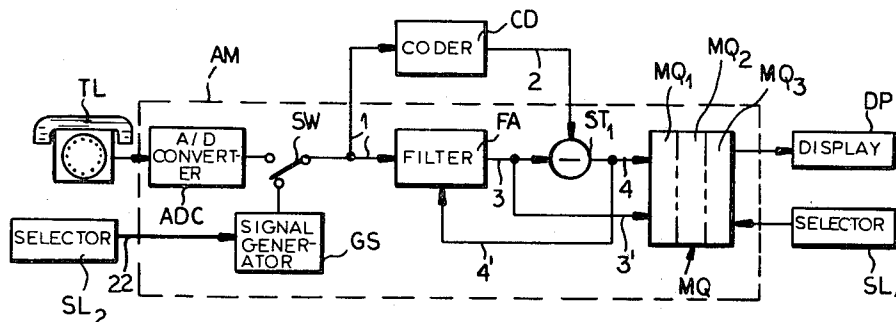 CD
CODER
2
AM
TL
A/D
CONVERT-
ER
ADC
SW
1
FA
FILTER
3
ST1
4
MQ1
MQ2
MQ3
DP
DISPLAY
SELECTOR
SL2
22
SIGNAL
GENER-
ATOR
GS
4'
3'
MQ
SELECTOR